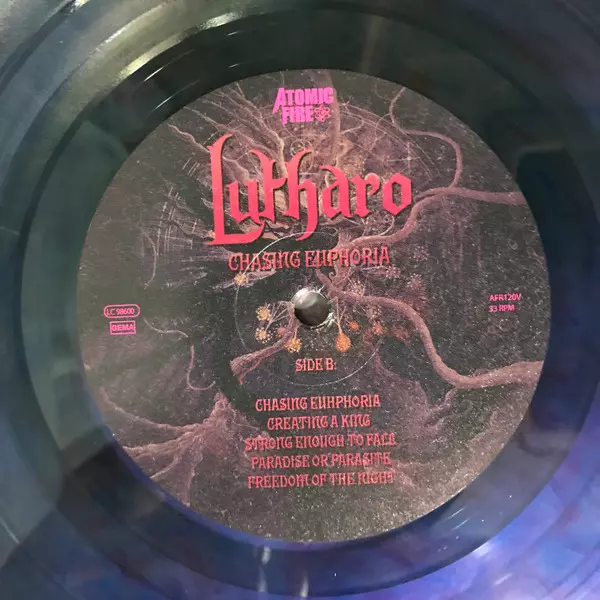 ATOMIC
FIRE
Lutharo
CHASING EUPHORIA
LC 98600
GEMA
AFR120V
33 RPM
SIDE B:
CHASING EUHPHORIA
CREATING A KING
STRONG ENOUGH TO FALL
PARADISE OR PARASITE
FREEDOM OF THE NIGHT